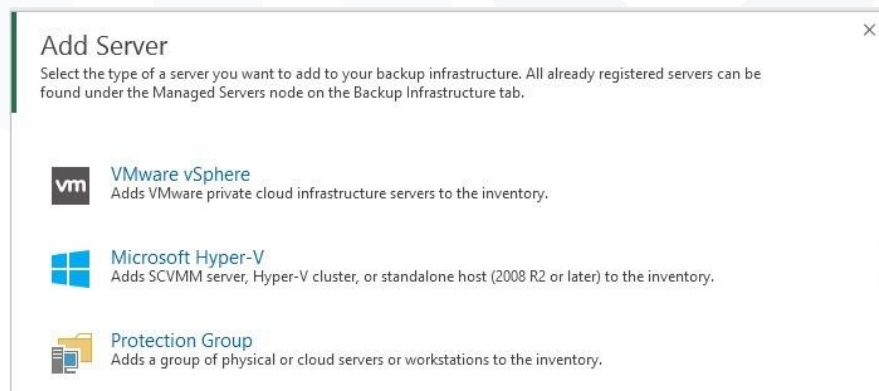 Add Server
Select the type of a server you want to add to your backup infrastructure. All already registered servers can be
found under the Managed Servers node on the Backup Infrastructure tab.
vm
VMware vSphere
Adds VMware private cloud infrastructure servers to the inventory.
Microsoft Hyper-V
Adds SCVMM server, Hyper-V cluster, or standalone host (2008 R2 or later) to the inventory.
Protection Group
Adds a group of physical or cloud servers or workstations to the inventory.